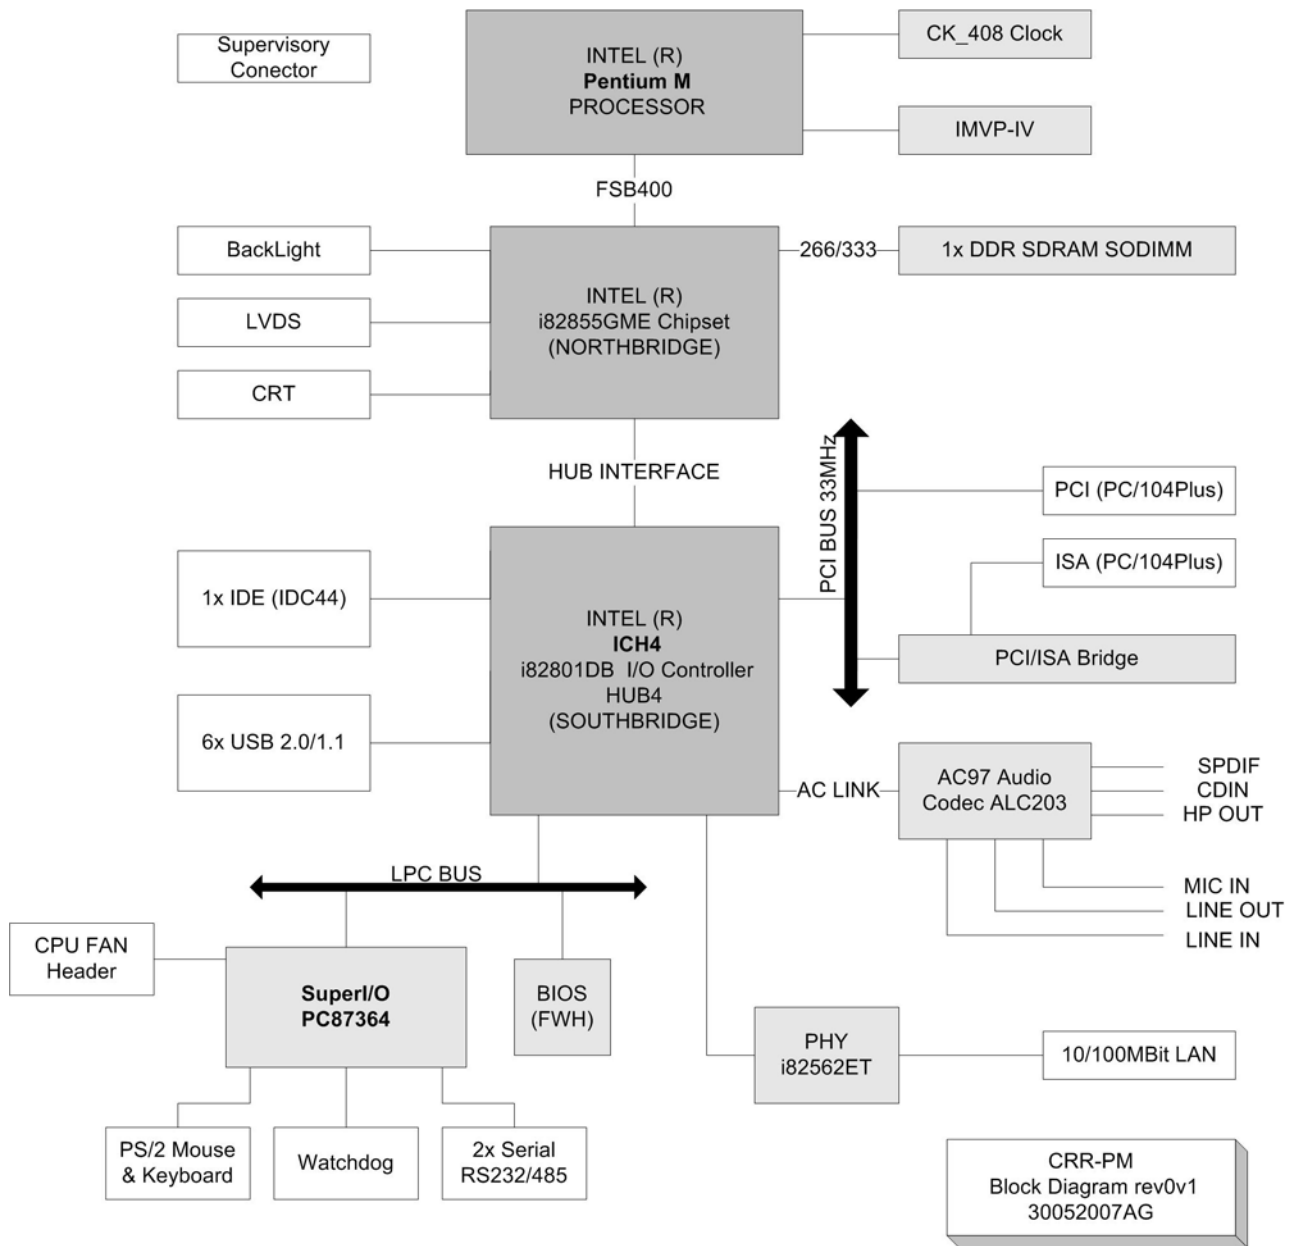 Supervisory
Conector
INTEL (R)
Pentium M
PROCESSOR
CK_408 Clock
IMVP-IV
FSB400
BackLight
LVDS
CRT
INTEL (R)
i82855GME Chipset
(NORTHBRIDGE)
266/333
1x DDR SDRAM SODIMM
HUB INTERFACE
PCI BUS 33MHz
PCI (PC/104Plus)
ISA (PC/104Plus)
PCI/ISA Bridge
1x IDE (IDC44)
6x USB 2.0/1.1
INTEL (R)
ICH4
i82801DB I/O Controller
HUB4
(SOUTHBRIDGE)
AC LINK
AC97 Audio
Codec ALC203
SPDIF
CDIN
HP OUT
MIC IN
LINE OUT
LINE IN
LPC BUS
CPU FAN
Header
SuperI/O
PC87364
BIOS
(FWH)
PHY
i82562ET
10/100MBit LAN
PS/2 Mouse
& Keyboard
Watchdog
2x Serial
RS232/485
CRR-PM
Block Diagram rev0v1
30052007AG